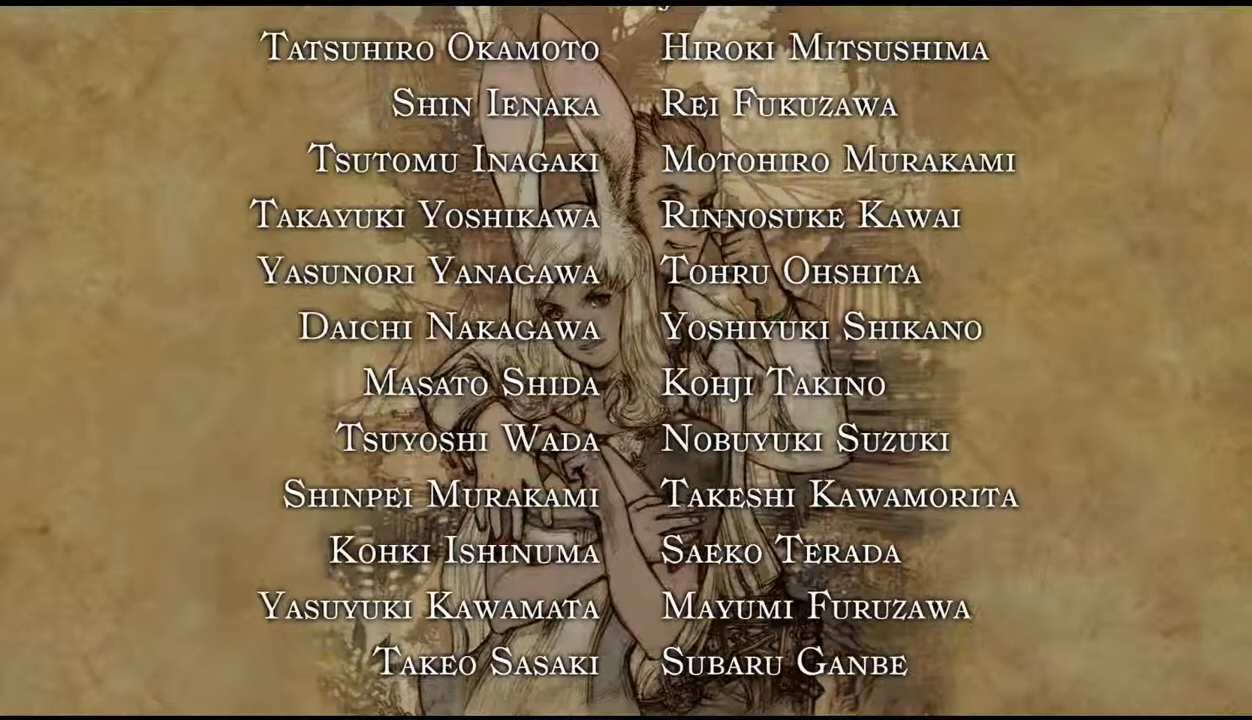 Tatsuhiro Okamoto Hiroki Mitsushima
Shin Ienaka Rei Fukuzawa
Tsutomu Inagaki Motohiro Murakami
Takayuki Yoshikawa Rinnosuke Kawai
Yasunori Yanagawa Tohru Ohshita
Daichi Nakagawa Yoshiyuki Shikano
Masato Shida Kohji Takino
Tsuyoshi Wada Nobuyuki Suzuki
Shinpei Murakami Takeshi Kawamorita
Kohki Ishinuma Saeko Terada
Yasuyuki Kawamata Mayumi Furuzawa
Takeo Sasaki Subaru Ganbe